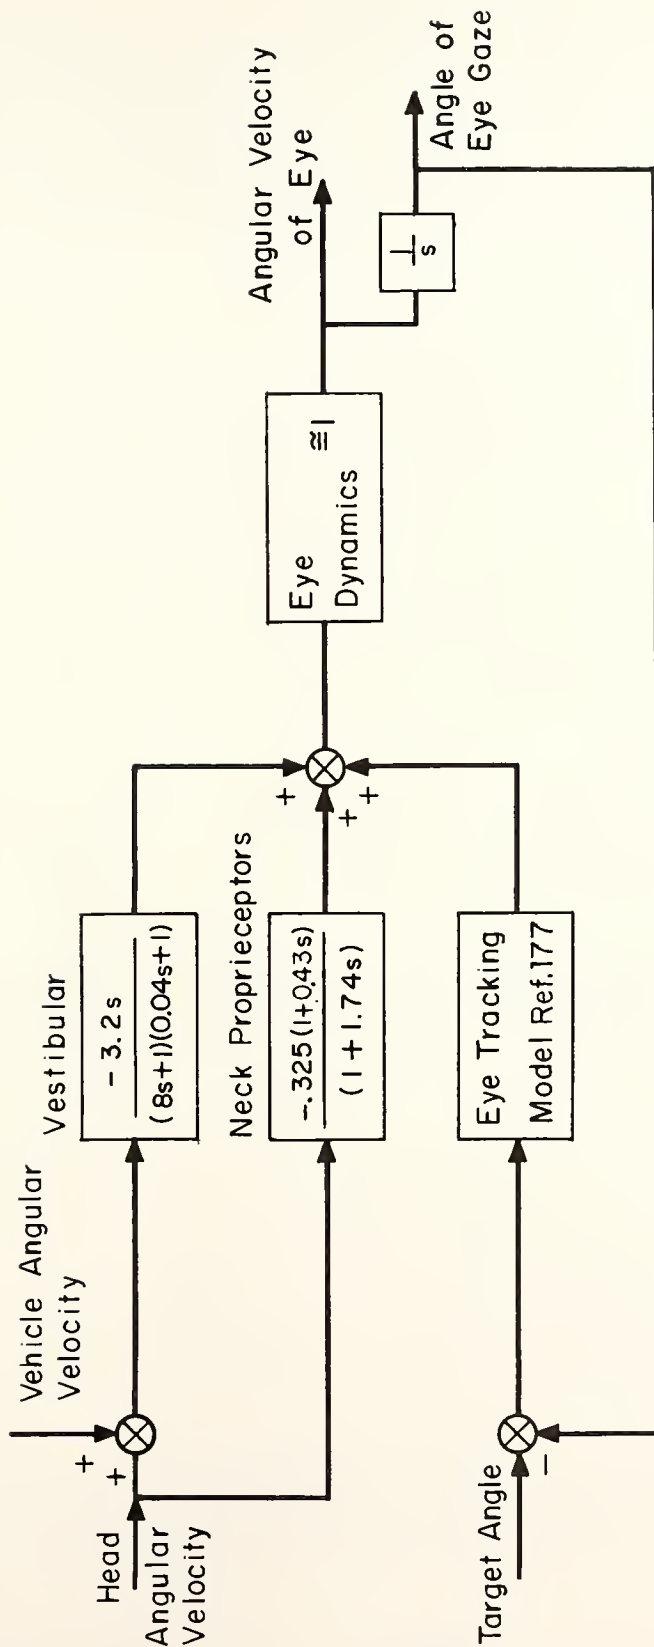 Vehicle Angular
Velocity
+
+
Head
Angular
Velocity
Vestibular
-3.2s
(8s+1)(0.04s+1)
Neck Proprieceptors
-.325(1+0.43s)
(1+1.74s)
Target Angle
-
Eye Tracking
Model Ref.177
+
+
+
Eye
Dynamics
≅1
Angular Velocity
of Eye
1
s
Angle of
Eye Gaze